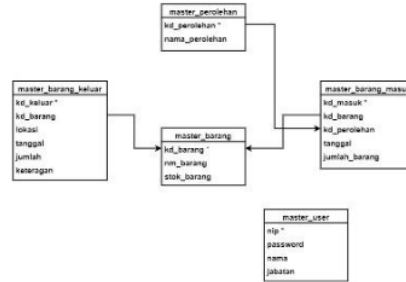 master_perolehan
kd_perolehan *
nama_perolehan
master_barang_keluar
kd_keluar *
kd_barang
lokasi
tanggal
jumlah
keteragan
master_barang
kd_barang *
nm_barang
stok_barang
master_barang_masu
kd_masuk *
kd_barang
kd_perolehan
tanggal
jumlah_barang
master_user
nip *
password
nama
jabatan